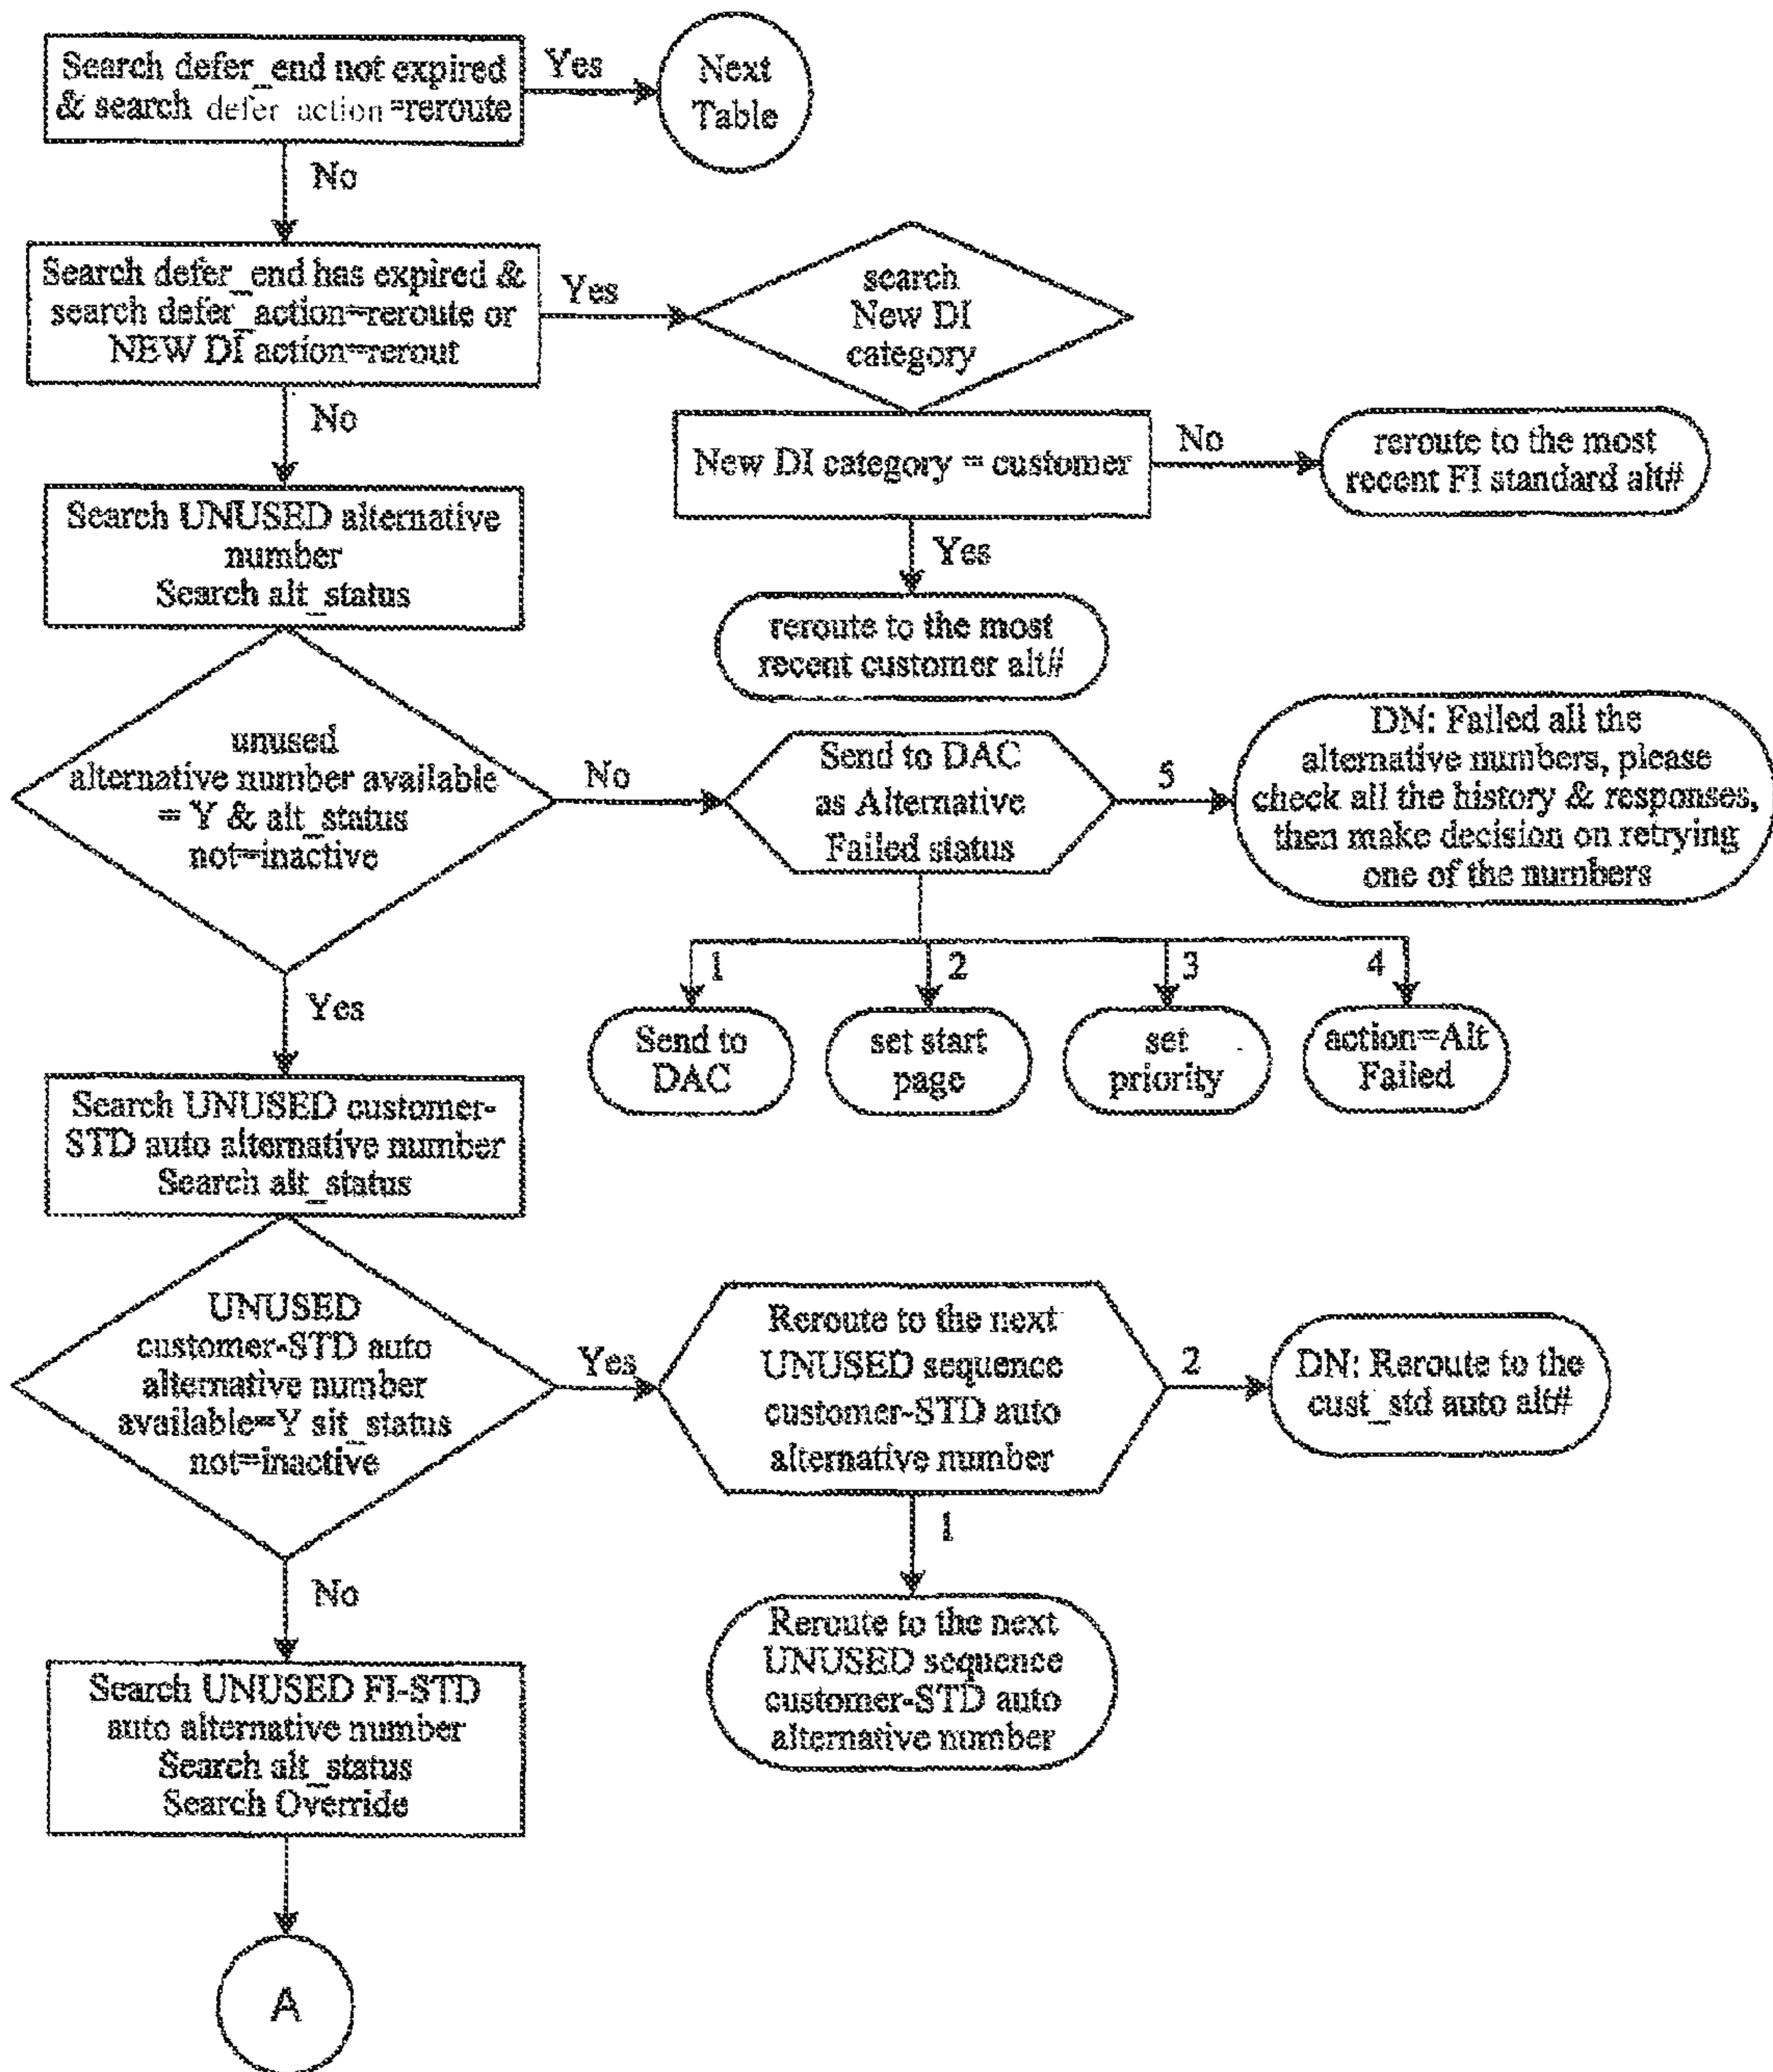 Search defer_end not expired
& search defer_action=reroute
Yes
Next
Table
No
Search defer_end has expired &
search defer_action=reroute or
NEW DI action=rerout
Yes
search
New DI
category
No
New DI category = customer
No
reroute to the most
recent FI standard alt#
Yes
reroute to the most
recent customer alt#
Search UNUSED alternative
number
Search alt_status
unused
alternative number available
= Y & alt_status
not=inactive
No
Send to DAC
as Alternative
Failed status
5
DN: Failed all the
alternative numbers, please
check all the history & responses,
then make decision on retrying
one of the numbers
1
2
3
4
Send to
DAC
set start
page
set
priority
action=Alt
Failed
Yes
Search UNUSED customer-
STD auto alternative number
Search alt_status
UNUSED
customer-STD auto
alternative number
available=Y sit_status
not=inactive
Yes
Reroute to the next
UNUSED sequence
customer-STD auto
alternative number
2
DN: Reroute to the
cust_std auto alt#
1
Reroute to the next
UNUSED sequence
customer-STD auto
alternative number
No
Search UNUSED FI-STD
auto alternative number
Search alt_status
Search Override
A